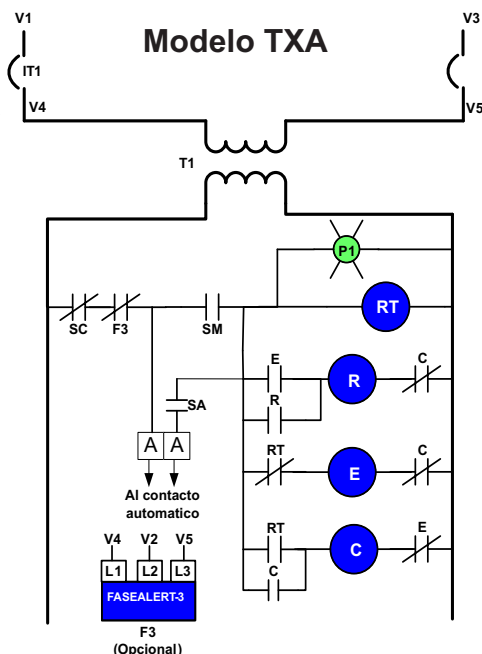 V1
Modelo TXA
V3
IT1
V4
V5
T1
P1
SC
F3
SM
RT
E
R
C
SA
R
A
A
RT
E
C
Al contacto
automatico
RT
C
E
C
V4
V2
V5
L1
L2
L3
FASEALERT-3
F3
(Opcional)